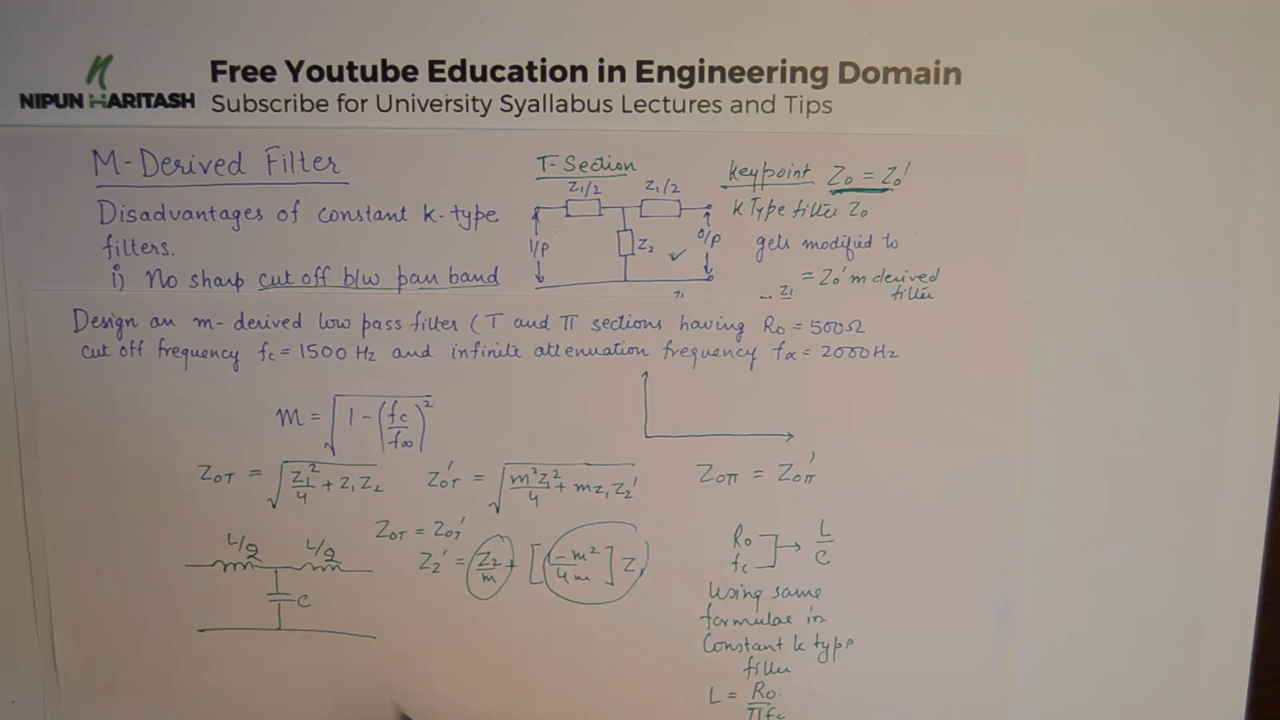 Free Youtube Education in Engineering Domain
NIPUN HARITASH
Subscribe for University Syallabus Lectures and Tips
M-Derived Filter
Disadvantages of constant k-type
filters.
i) No sharp cut off b/w pan band
T-Section
Z1/2 Z1/2
I/P Z2 O/P
keypoint Z0 = Z0'
k Type filter Z0
gets modified to
= Z0' m derived
filter
Z1
Design an m-derived low pass filter (T and Π sections having R0 = 500Ω
cut off frequency fc = 1500 Hz and infinite attenuation frequency fα = 2000Hz
m = √(1 - (fc/f∞)²)
Z0T = √(Z1²/4 + Z1Z2) Z0T' = √(m²Z1²/4 + mZ1Z2') Z0π = Z0π'
Z0T = Z0T'
Z2' = Z2/m + [1-m²/4m] Z1
L/2 L/2
C
R0 fc → L C
Using same
formulae in
Constant k type
filter
L = R0/πfc